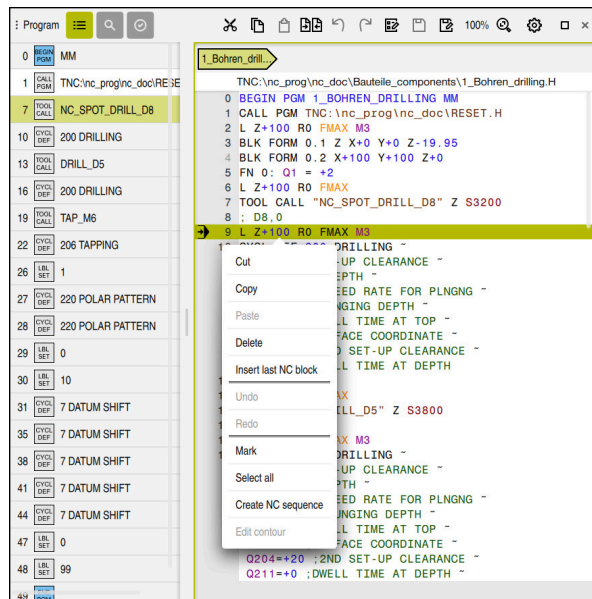 Program
100%
0 BEGIN PGM MM
1 CALL PGM TNC:\nc_prog\nc_doc\RESE
7 TOOL CALL NC_SPOT_DRILL_D8
10 CYCL DEF 200 DRILLING
13 TOOL CALL DRILL_D5
16 CYCL DEF 200 DRILLING
19 TOOL CALL TAP_M6
22 CYCL DEF 206 TAPPING
26 LBL SET 1
27 CYCL DEF 220 POLAR PATTERN
28 CYCL DEF 220 POLAR PATTERN
29 LBL SET 0
30 LBL SET 10
31 CYCL DEF 7 DATUM SHIFT
35 CYCL DEF 7 DATUM SHIFT
38 CYCL DEF 7 DATUM SHIFT
41 CYCL DEF 7 DATUM SHIFT
44 CYCL DEF 7 DATUM SHIFT
47 LBL SET 0
48 LBL SET 99
49
1_Bohren_drill...
TNC:\nc_prog\nc_doc\Bauteile_components\1_Bohren_drilling.H
0 BEGIN PGM 1_BOHREN_DRILLING MM
1 CALL PGM TNC:\nc_prog\nc_doc\RESET.H
2 L Z+100 R0 FMAX M3
3 BLK FORM 0.1 Z X+0 Y+0 Z-19.95
4 BLK FORM 0.2 X+100 Y+100 Z+0
5 FN 0: Q1 = +2
6 L Z+100 R0 FMAX
7 TOOL CALL "NC_SPOT_DRILL_D8" Z S3200
8 ; D8,0
9 L Z+100 R0 FMAX M3
DRILLING ~
-UP CLEARANCE ~
EPTH ~
EED RATE FOR PLNGNG ~
NGING DEPTH ~
LL TIME AT TOP ~
FACE COORDINATE ~
D SET-UP CLEARANCE ~
LL TIME AT DEPTH
AX
ILL_D5" Z S3800
AX M3
DRILLING ~
-UP CLEARANCE ~
PTH ~
EED RATE FOR PLNGNG ~
UNGING DEPTH ~
LL TIME AT TOP ~
FACE COORDINATE ~
Q204=+20 ;2ND SET-UP CLEARANCE ~
Q211=+0 ;DWELL TIME AT DEPTH ~
Cut
Copy
Paste
Delete
Insert last NC block
Undo
Redo
Mark
Select all
Create NC sequence
Edit contour